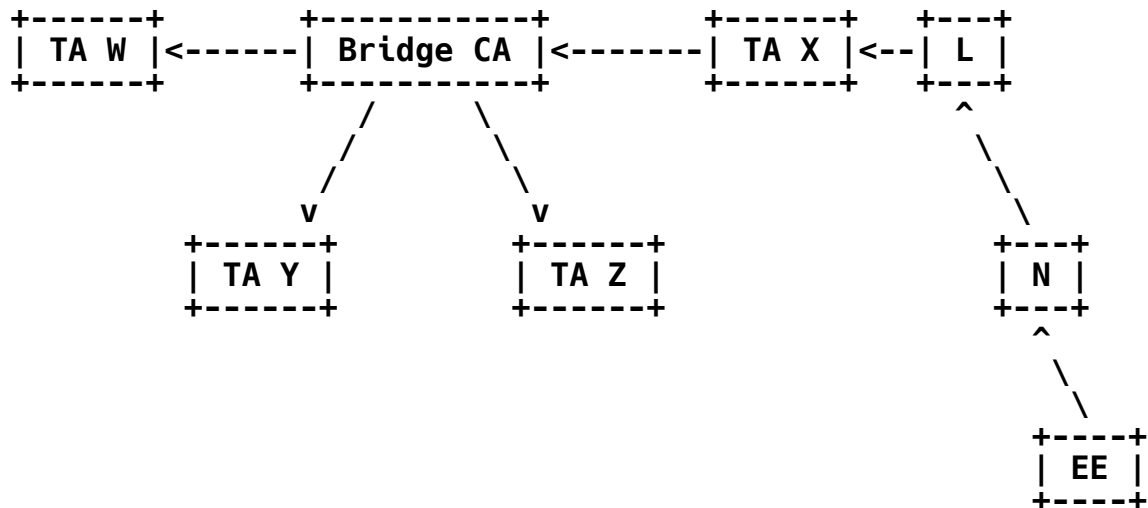 +------+        +-----------+         +------+   +---+
| TA W |<------| Bridge CA |<-------| TA X |<--| L |
+------+        +-----------+         +------+   +---+
                   /      \                        ^
                  /        \                        \
                 /          \                        \
                v            v                        \
          +------+         +------+                +---+
          | TA Y |         | TA Z |                | N |
          +------+         +------+                +---+
                                                     ^
                                                      \
                                                       \
                                                     +----+
                                                     | EE |
                                                     +----+